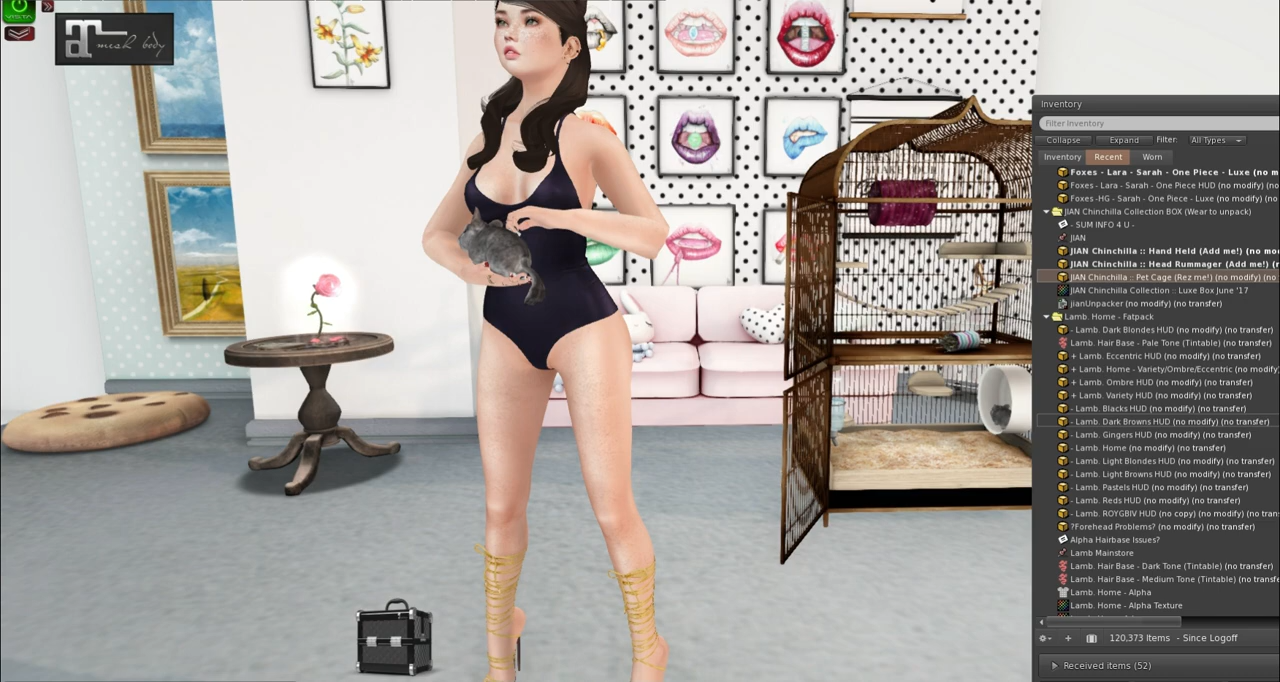 mesh body
Inventory
Filter Inventory
Collapse Expand Filter: All Types
Inventory Recent Worn
Foxes - Lara - Sarah - One Piece - Luxe (no m
Foxes - Lara - Sarah - One Piece HUD (no modify) (no
Foxes -HG - Sarah - One Piece - Luxe (no modify) (no
JIAN Chinchilla Collection BOX (Wear to unpack)
- SUM INFO 4 U -
JIAN
JIAN Chinchilla :: Hand Held (Add me!) (no mo
JIAN Chinchilla :: Head Rummager (Add me!) (r
JIAN Chinchilla :: Pet Cage (Rez me!) (no modify) (no
JIAN Chinchilla Collection :: Luxe Box June '17
jianUnpacker (no modify) (no transfer)
Lamb. Home - Fatpack
- Lamb. Dark Blondes HUD (no modify) (no transfer)
Lamb. Hair Base - Pale Tone (Tintable) (no transfer)
+ Lamb. Eccentric HUD (no modify) (no transfer)
+ Lamb. Home - Variety/Ombre/Eccentric (no modify)
+ Lamb. Ombre HUD (no modify) (no transfer)
+ Lamb. Variety HUD (no modify) (no transfer)
- Lamb. Blacks HUD (no modify) (no transfer)
- Lamb. Dark Browns HUD (no modify) (no transfer)
- Lamb. Gingers HUD (no modify) (no transfer)
- Lamb. Home (no modify) (no transfer)
- Lamb. Light Blondes HUD (no modify) (no transfer)
- Lamb. Light Browns HUD (no modify) (no transfer)
- Lamb. Pastels HUD (no modify) (no transfer)
- Lamb. Reds HUD (no modify) (no transfer)
- Lamb. ROYGBIV HUD (no copy) (no modify) (no tran
?Forehead Problems? (no modify) (no transfer)
Alpha Hairbase Issues?
Lamb Mainstore
Lamb. Hair Base - Dark Tone (Tintable) (no transfer)
Lamb. Hair Base - Medium Tone (Tintable) (no transfe
Lamb. Home - Alpha
Lamb. Home - Alpha Texture
120,373 Items - Since Logoff
Received items (52)